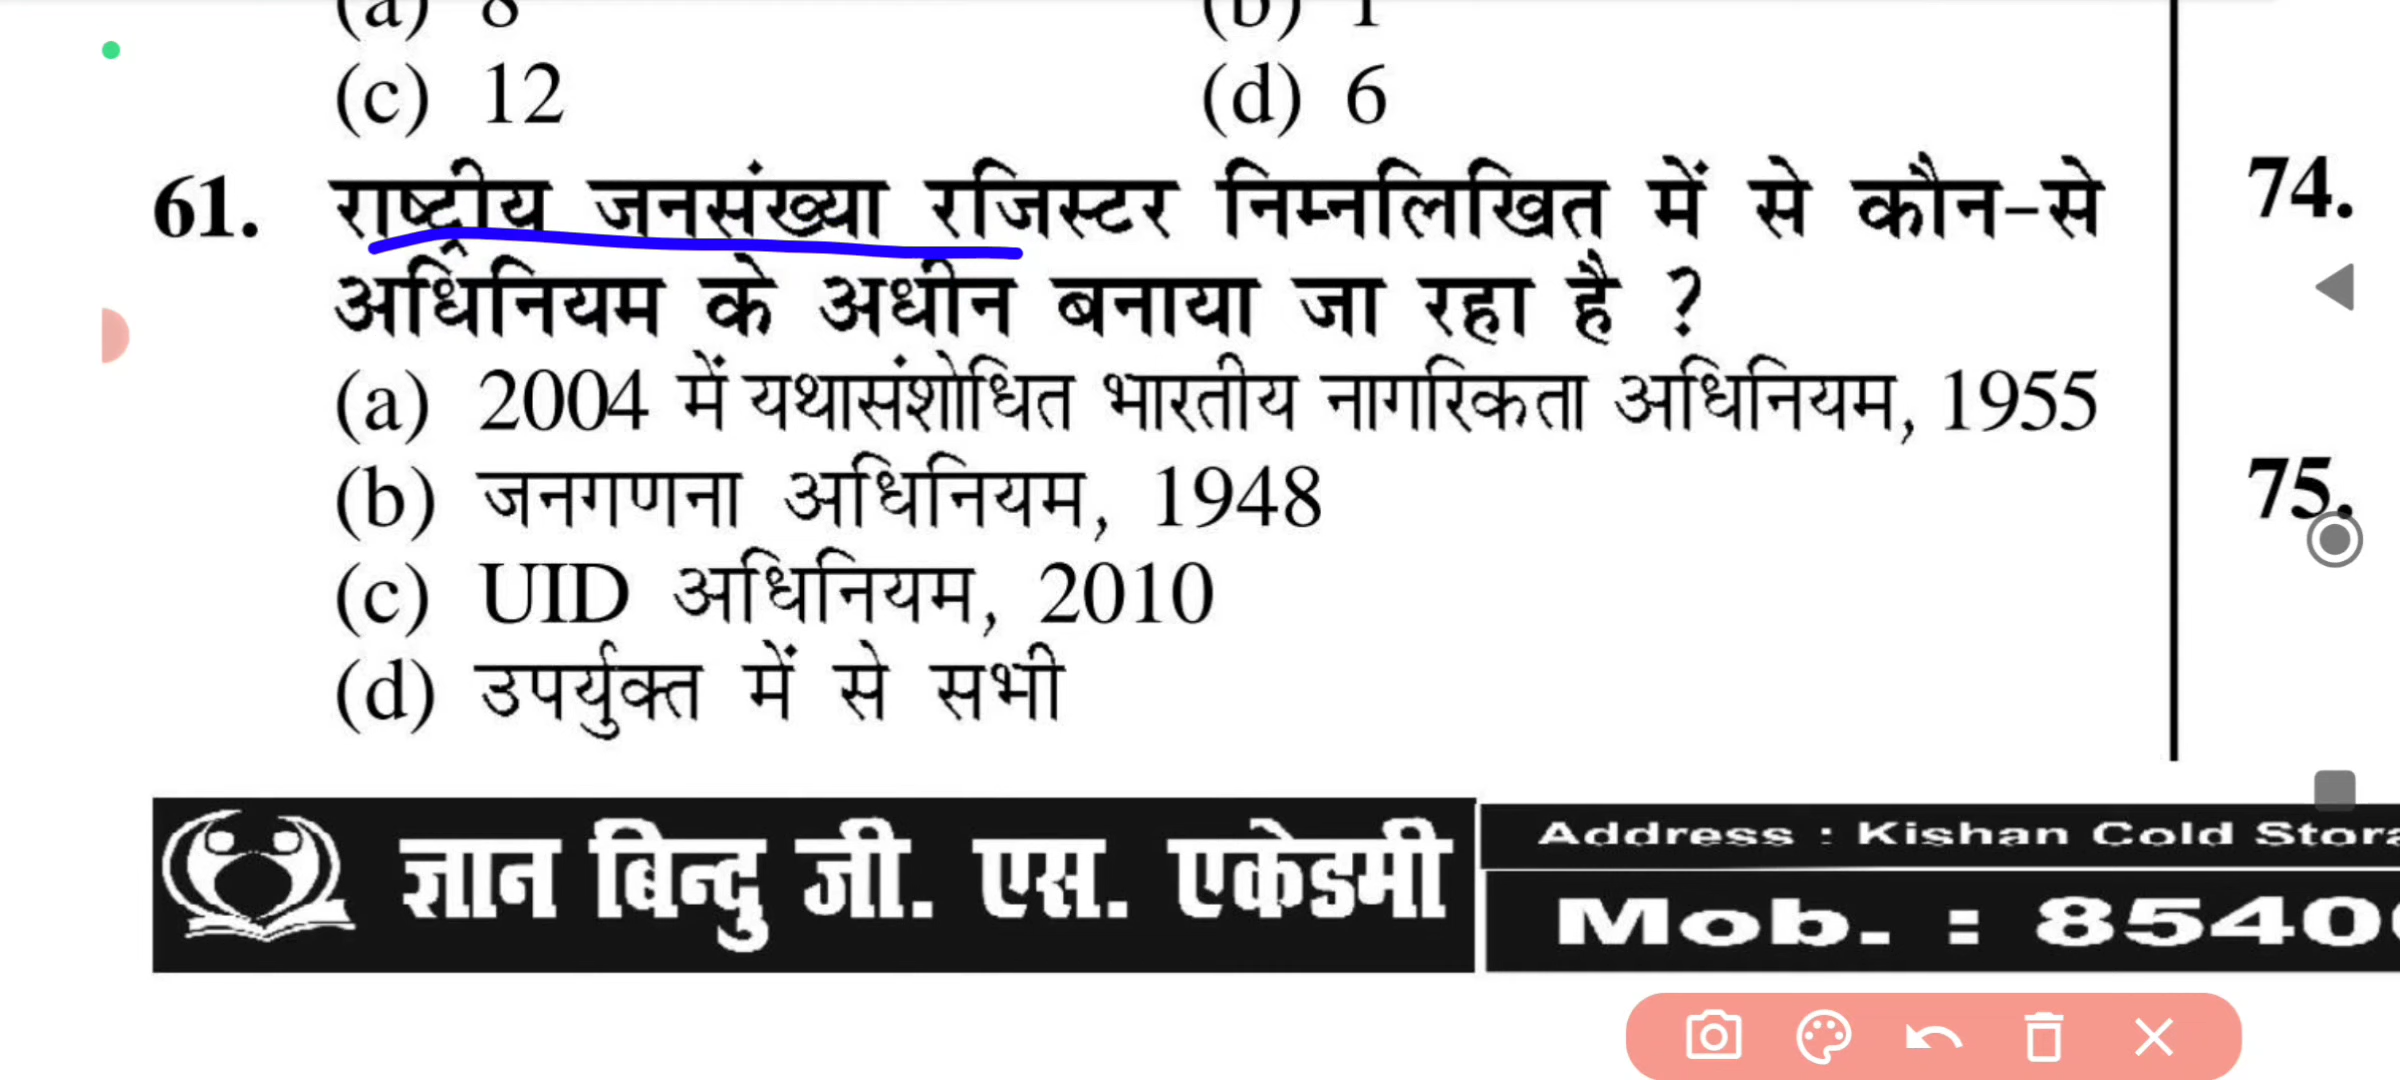 (a) 8 (b) 1
(c) 12 (d) 6
61. राष्ट्रीय जनसंख्या रजिस्टर निम्नलिखित में से कौन-से
अधिनियम के अधीन बनाया जा रहा है ?
(a) 2004 में यथासंशोधित भारतीय नागरिकता अधिनियम, 1955
(b) जनगणना अधिनियम, 1948
(c) UID अधिनियम, 2010
(d) उपर्युक्त में से सभी
74.
75.
ज्ञान बिन्दु जी. एस. एकेडमी
Address : Kishan Cold
Mob. : 8540